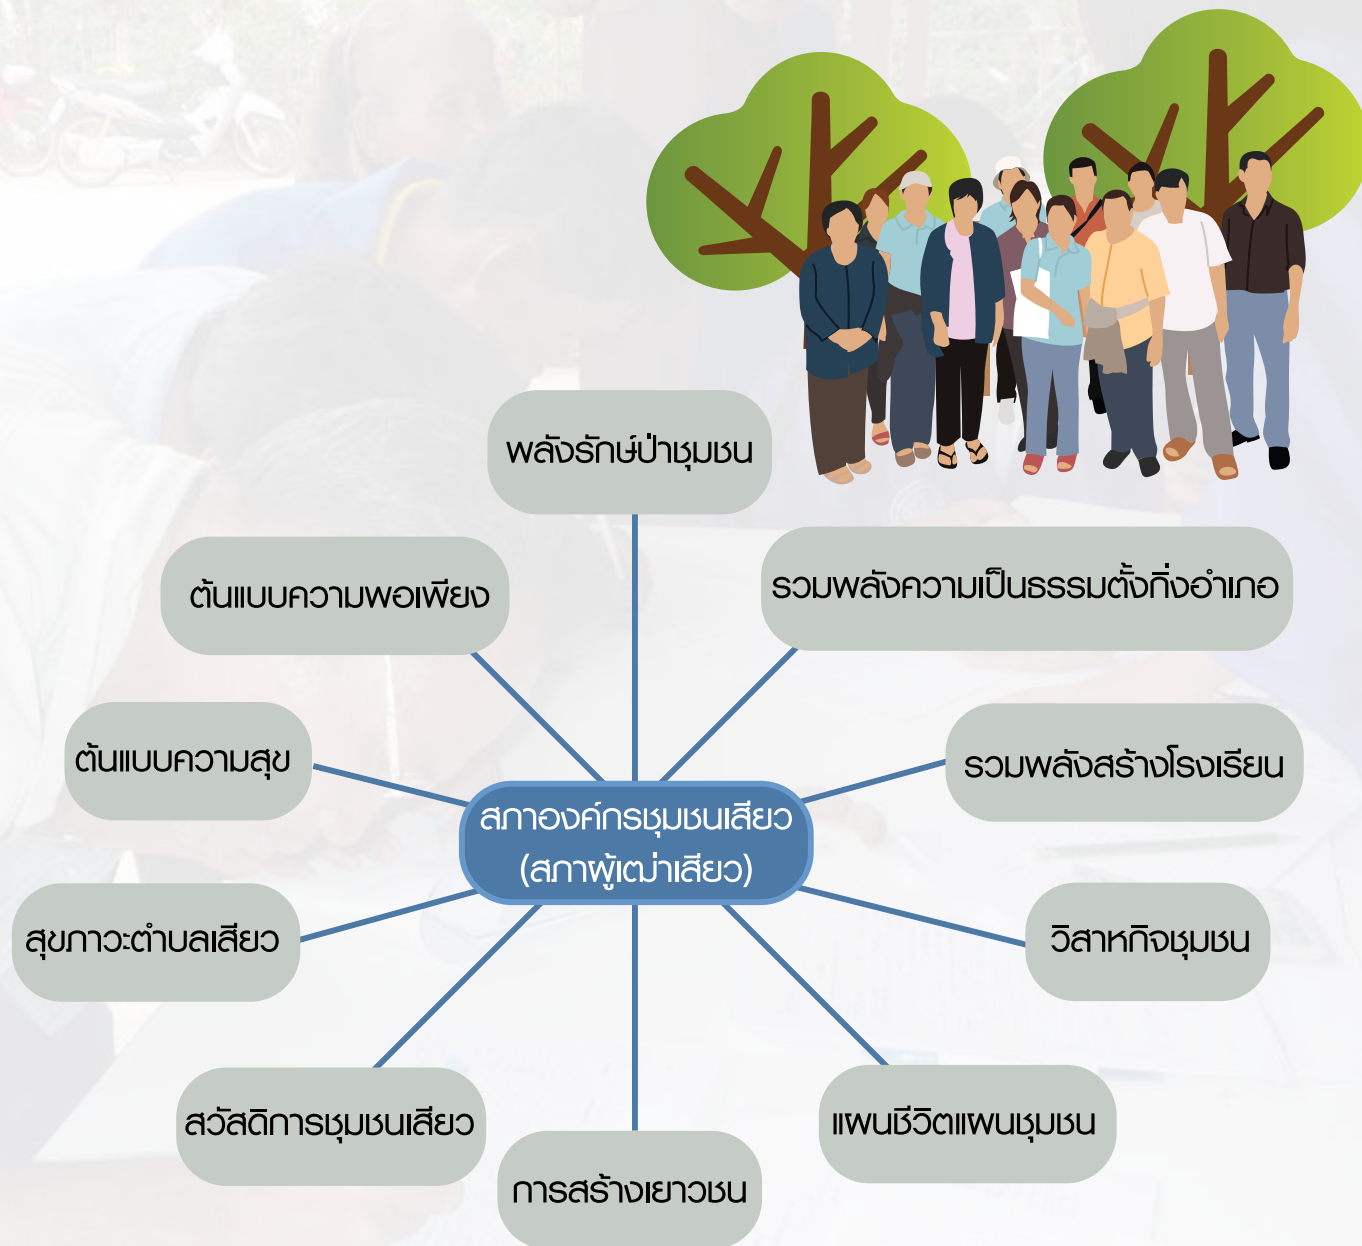 พลังรักษ์ป่าชุมชน
รวมพลังความเป็นธรรมตั้งกิ่งอำเภอ
ต้นแบบความพอเพียง
ต้นแบบความสุข
รวมพลังสร้างโรงเรียน
สภาองค์กรชุมชนเสียว
(สภาผู้เฒ่าเสียว)
สุขภาวะตำบลเสียว
วิสาหกิจชุมชน
สวัสดิการชุมชนเสียว
แผนชีวิตแผนชุมชน
การสร้างเยาวชน